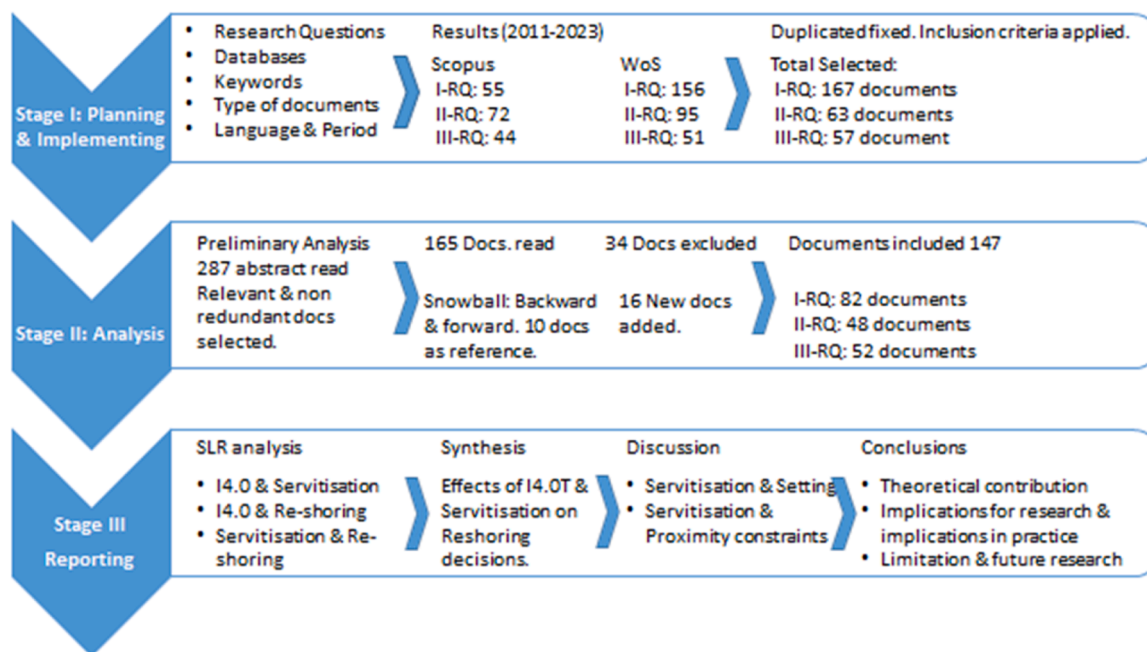 Stage I: Planning
& Implementing
• Research Questions
• Databases
• Keywords
• Type of documents
• Language & Period
Results (2011-2023)
Scopus
I-RQ: 55
II-RQ: 72
III-RQ: 44
WoS
I-RQ: 156
II-RQ: 95
III-RQ: 51
Duplicated fixed. Inclusion criteria applied.
Total Selected:
I-RQ: 167 documents
II-RQ: 63 documents
III-RQ: 57 document
Stage II: Analysis
Preliminary Analysis
287 abstract read
Relevant & non
redundant docs
selected.
165 Docs. read
Snowball: Backward
& forward. 10 docs
as reference.
34 Docs excluded
16 New docs
added.
Documents included 147
I-RQ: 82 documents
II-RQ: 48 documents
III-RQ: 52 documents
Stage III
Reporting
SLR analysis
• I4.0 & Servitisation
• I4.0 & Re-shoring
• Servitisation & Re-
shoring
Synthesis
Effects of I4.0T &
Servitisation on
Reshoring
decisions.
Discussion
• Servitisation & Setting
• Servitisation &
Proximity constraints
Conclusions
• Theoretical contribution
• Implications for research &
implications in practice
• Limitation & future research